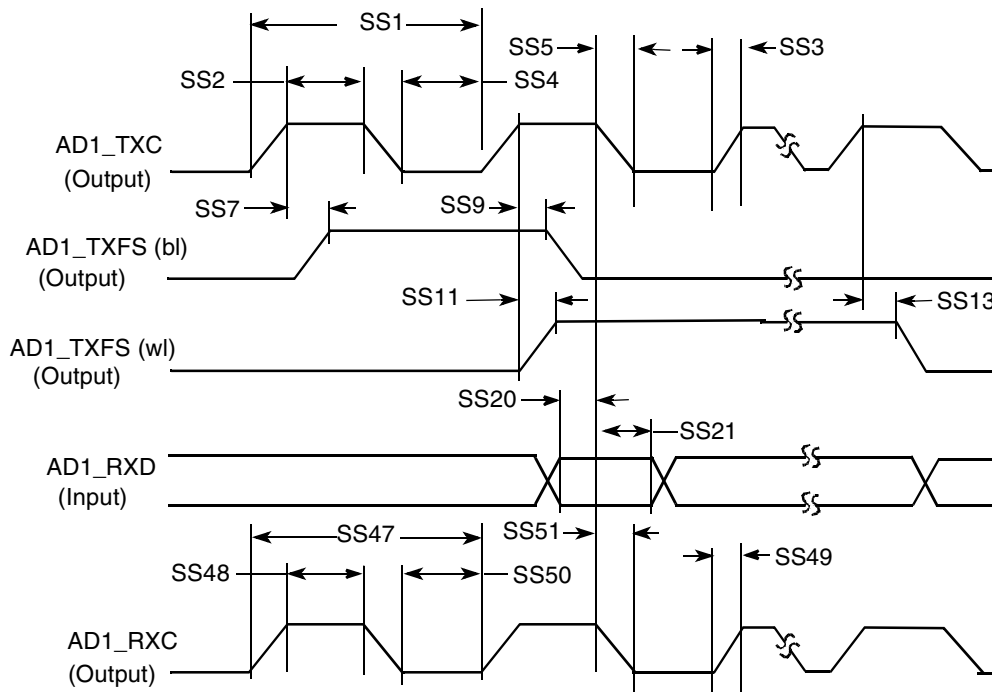 SS1
SS5
SS3
SS2
SS4
AD1_TXC
(Output)
SS7
SS9
AD1_TXFS (bl)
(Output)
SS11
SS13
AD1_TXFS (wl)
(Output)
SS20
SS21
AD1_RXD
(Input)
SS47
SS51
SS49
SS48
SS50
AD1_RXC
(Output)